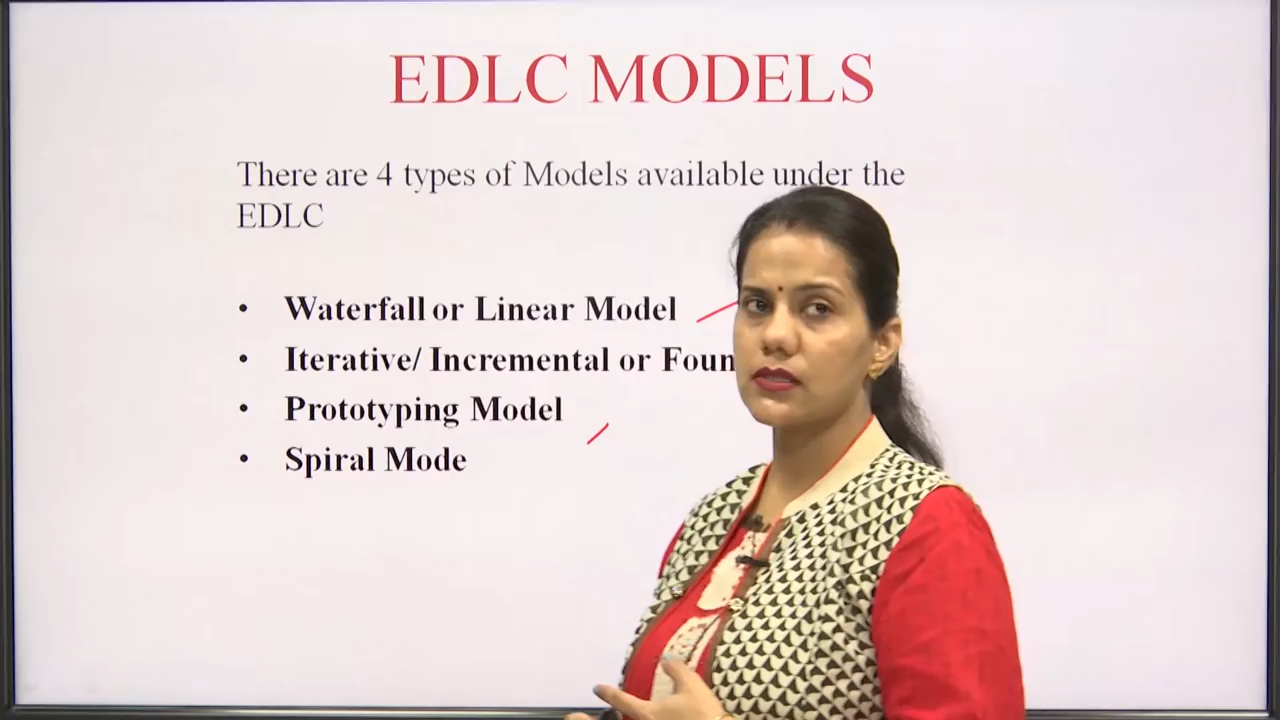 EDLC MODELS
There are 4 types of Models available under the
EDLC
• Waterfall or Linear Model
• Iterative/ Incremental or
• Prototyping Model
• Spiral Mode